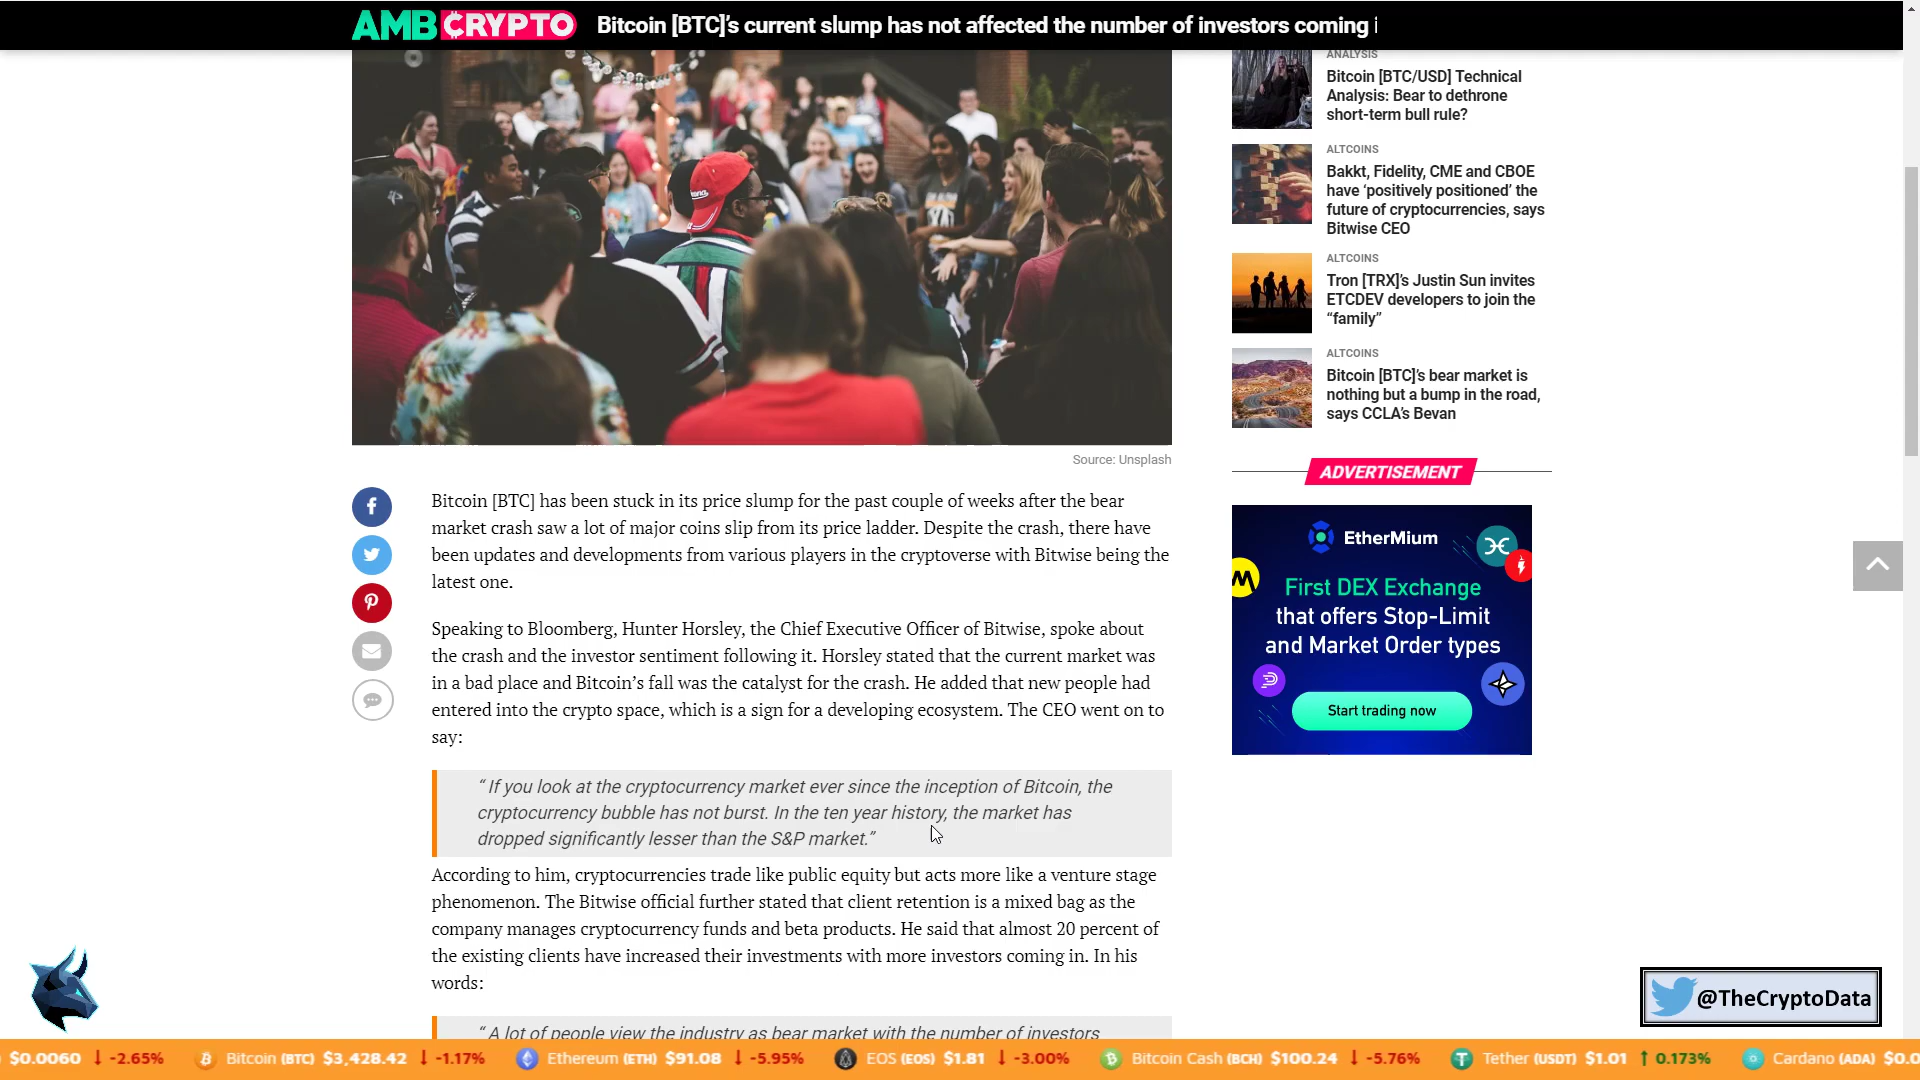 AMBCRYPTO
Bitcoin [BTC]’s current slump has not affected the number of investors coming
ANALYSIS
Bitcoin [BTC/USD] Technical
Analysis: Bear to dethrone
short-term bull rule?
ALTCOINS
Bakkt, Fidelity, CME and CBOE
have ‘positively positioned’ the
future of cryptocurrencies, says
Bitwise CEO
ALTCOINS
Tron [TRX]’s Justin Sun invites
ETCDEV developers to join the
“family”
ALTCOINS
Bitcoin [BTC]’s bear market is
nothing but a bump in the road,
says CCLA’s Bevan
Source: Unsplash
ADVERTISEMENT
EtherMium
First DEX Exchange
that offers Stop-Limit
and Market Order types
Start trading now
Bitcoin [BTC] has been stuck in its price slump for the past couple of weeks after the bear
market crash saw a lot of major coins slip from its price ladder. Despite the crash, there have
been updates and developments from various players in the cryptoverse with Bitwise being the
latest one.
Speaking to Bloomberg, Hunter Horsley, the Chief Executive Officer of Bitwise, spoke about
the crash and the investor sentiment following it. Horsley stated that the current market was
in a bad place and Bitcoin’s fall was the catalyst for the crash. He added that new people had
entered into the crypto space, which is a sign for a developing ecosystem. The CEO went on to
say:
“ If you look at the cryptocurrency market ever since the inception of Bitcoin, the
cryptocurrency bubble has not burst. In the ten year history, the market has
dropped significantly lesser than the S&P market.”
According to him, cryptocurrencies trade like public equity but acts more like a venture stage
phenomenon. The Bitwise official further stated that client retention is a mixed bag as the
company manages cryptocurrency funds and beta products. He said that almost 20 percent of
the existing clients have increased their investments with more investors coming in. In his
words:
“ A lot of people view the industry as bear market with the number of investors
@TheCryptoData
$0.0060 ↓ -2.65% Bitcoin (BTC) $3,428.42 ↓ -1.17% Ethereum (ETH) $91.08 ↓ -5.95% EOS (EOS) $1.81 ↓ -3.00% Bitcoin Cash (BCH) $100.24 ↓ -5.76% Tether (USDT) $1.01 ↑ 0.173% Cardano (ADA) $0.0